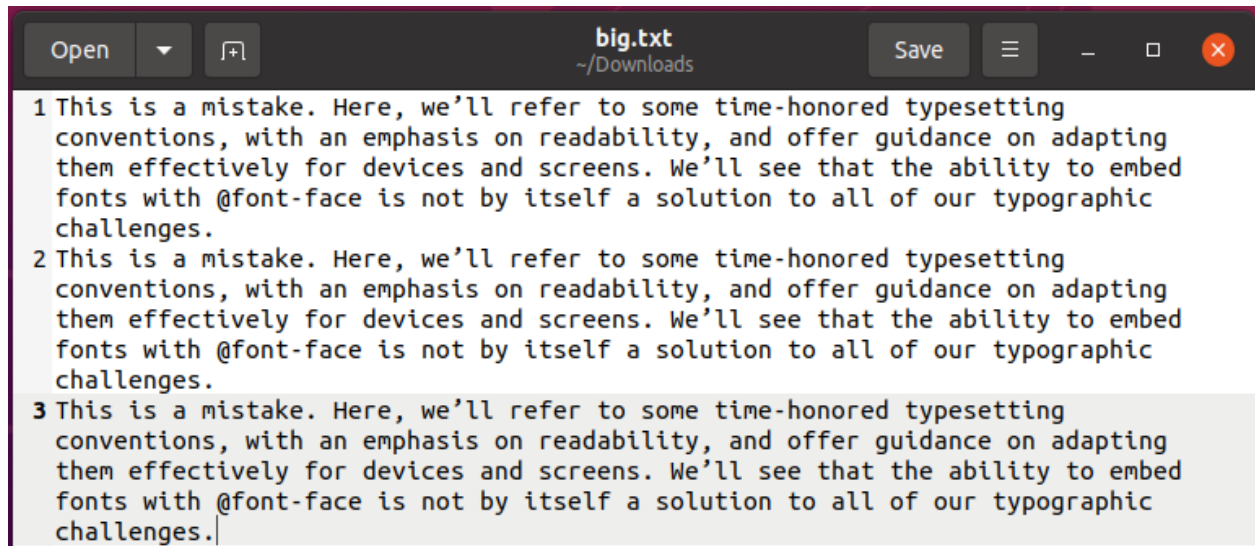 Open
big.txt
~/Downloads
Save
1 This is a mistake. Here, we’ll refer to some time-honored typesetting
conventions, with an emphasis on readability, and offer guidance on adapting
them effectively for devices and screens. We’ll see that the ability to embed
fonts with @font-face is not by itself a solution to all of our typographic
challenges.
2 This is a mistake. Here, we’ll refer to some time-honored typesetting
conventions, with an emphasis on readability, and offer guidance on adapting
them effectively for devices and screens. We’ll see that the ability to embed
fonts with @font-face is not by itself a solution to all of our typographic
challenges.
3 This is a mistake. Here, we’ll refer to some time-honored typesetting
conventions, with an emphasis on readability, and offer guidance on adapting
them effectively for devices and screens. We’ll see that the ability to embed
fonts with @font-face is not by itself a solution to all of our typographic
challenges.